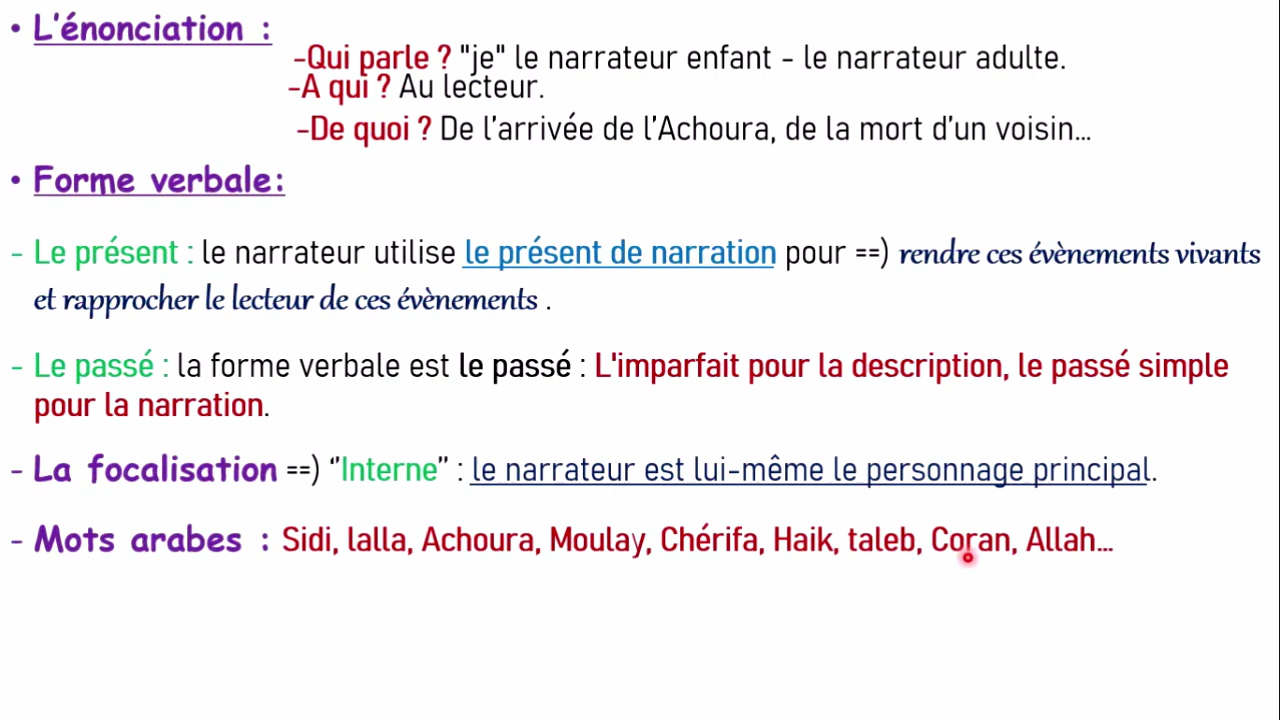 • L'énonciation :
-Qui parle ? "je" le narrateur enfant - le narrateur adulte.
-A qui ? Au lecteur.
-De quoi ? De l'arrivée de l'Achoura, de la mort d'un voisin...
• Forme verbale:
- Le présent : le narrateur utilise le présent de narration pour ==) rendre ces évènements vivants
et rapprocher le lecteur de ces évènements .
- Le passé : la forme verbale est le passé : L'imparfait pour la description, le passé simple
pour la narration.
- La focalisation ==) “Interne” : le narrateur est lui-même le personnage principal.
- Mots arabes : Sidi, lalla, Achoura, Moulay, Chérifa, Haik, taleb, Coran, Allah...